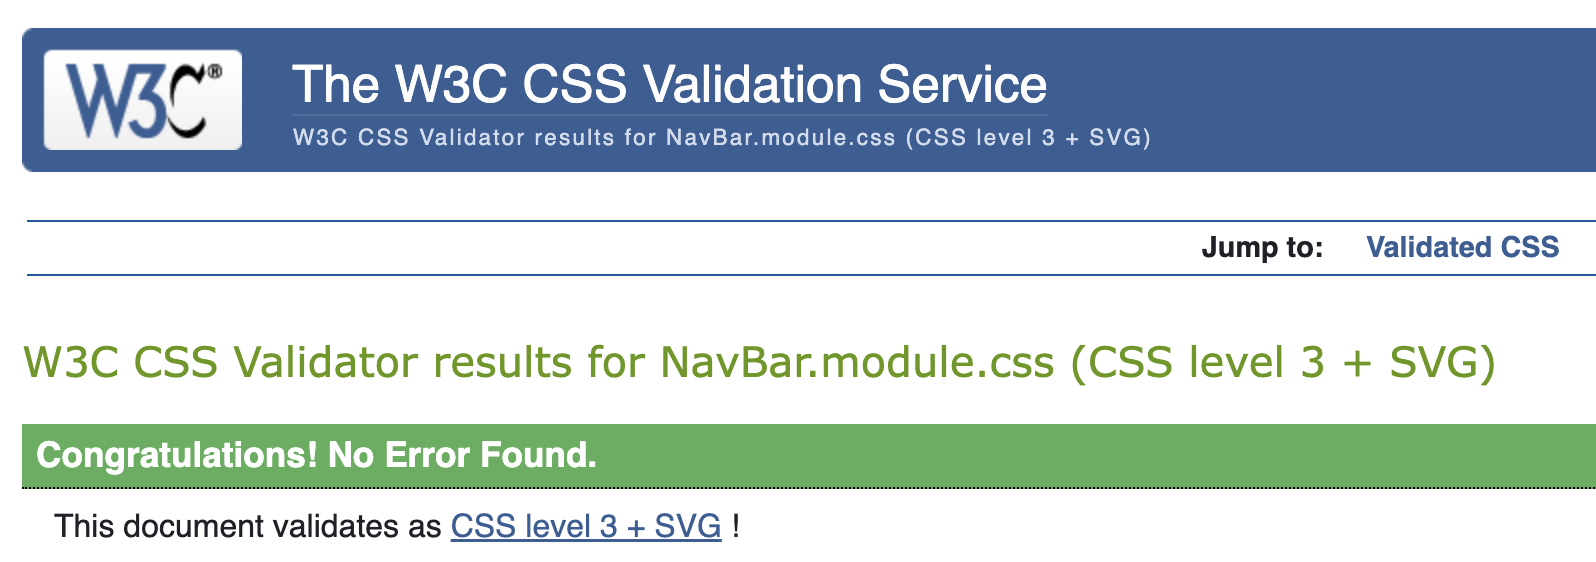 W3C®
The W3C CSS Validation Service
W3C CSS Validator results for NavBar.module.css (CSS level 3 + SVG)
Jump to: Validated CSS
W3C CSS Validator results for NavBar.module.css (CSS level 3 + SVG)
Congratulations! No Error Found.
This document validates as CSS level 3 + SVG !